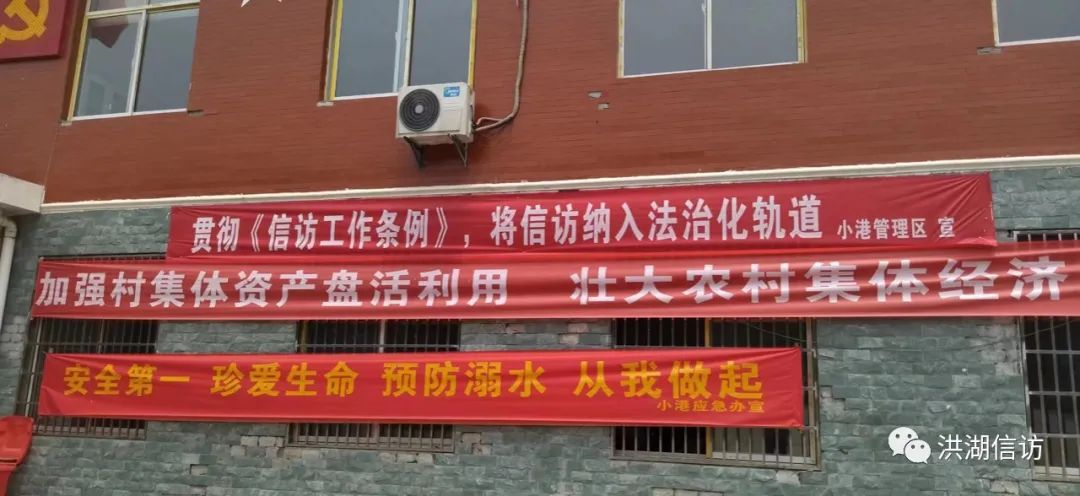 贯彻《信访工作条例》,将信访纳入法治化轨道 小港管理区 宣
加强村集体资产盘活利用 壮大农村集体经济
安全第一 珍爱生命 预防溺水 从我做起
小港应急办宣
洪湖信访